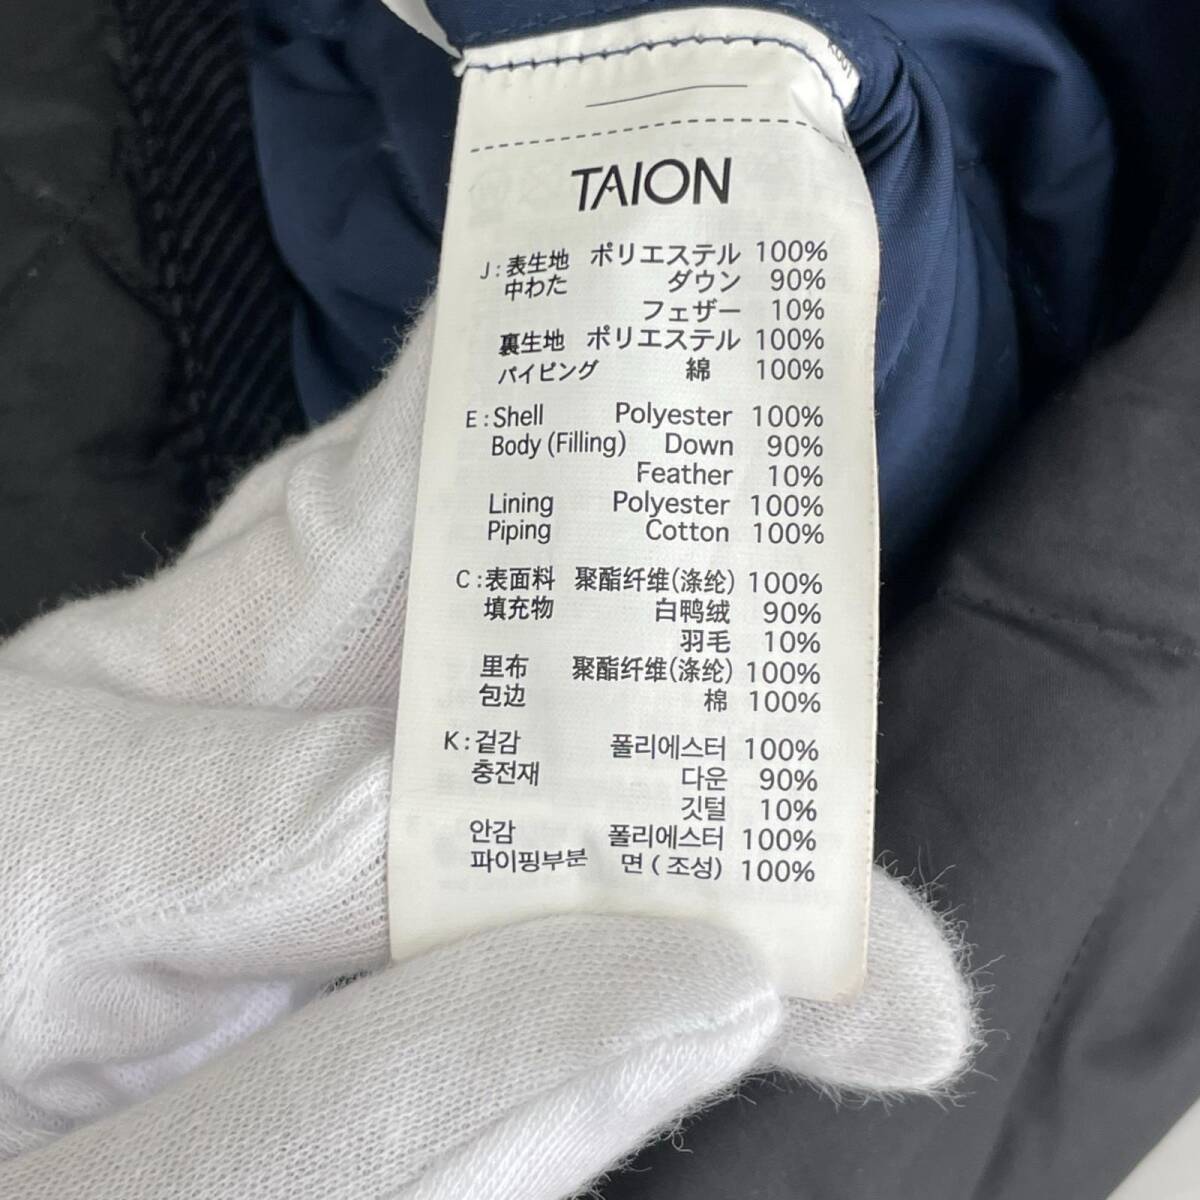 TAION
J:表生地 ポリエステル 100%
中わた ダウン 90%
フェザー 10%
裏生地 ポリエステル 100%
パイピング 綿 100%
E:Shell Polyester 100%
Body (Filling) Down 90%
Feather 10%
Lining Polyester 100%
Piping Cotton 100%
C:表面料 聚酯纤维(涤纶) 100%
填充物 白鸭绒 90%
羽毛 10%
里布 聚酯纤维(涤纶) 100%
包边 棉 100%
K:겉감 폴리에스터 100%
충전재 다운 90%
깃털 10%
안감 폴리에스터 100%
파이핑부분 면(조성) 100%